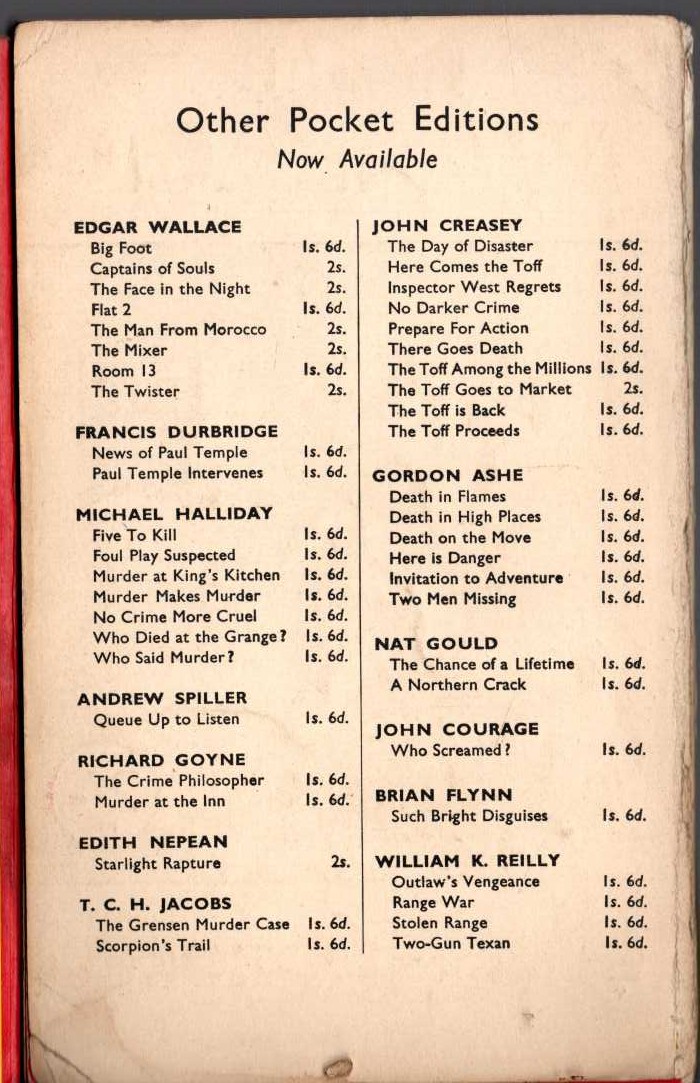 Other Pocket Editions
Now Available
EDGAR WALLACE
Big Foot 1s. 6d.
Captains of Souls 2s.
The Face in the Night 2s.
Flat 2 1s. 6d.
The Man From Morocco 2s.
The Mixer 2s.
Room 13 1s. 6d.
The Twister 2s.
FRANCIS DURBRIDGE
News of Paul Temple 1s. 6d.
Paul Temple Intervenes 1s. 6d.
MICHAEL HALLIDAY
Five To Kill 1s. 6d.
Foul Play Suspected 1s. 6d.
Murder at King's Kitchen 1s. 6d.
Murder Makes Murder 1s. 6d.
No Crime More Cruel 1s. 6d.
Who Died at the Grange? 1s. 6d.
Who Said Murder? 1s. 6d.
ANDREW SPILLER
Queue Up to Listen 1s. 6d.
RICHARD GOYNE
The Crime Philosopher 1s. 6d.
Murder at the Inn 1s. 6d.
EDITH NEPEAN
Starlight Rapture 2s.
T. C. H. JACOBS
The Grensen Murder Case 1s. 6d.
Scorpion's Trail 1s. 6d.
JOHN CREASEY
The Day of Disaster 1s. 6d.
Here Comes the Toff 1s. 6d.
Inspector West Regrets 1s. 6d.
No Darker Crime 1s. 6d.
Prepare For Action 1s. 6d.
There Goes Death 1s. 6d.
The Toff Among the Millions 1s. 6d.
The Toff Goes to Market 2s.
The Toff is Back 1s. 6d.
The Toff Proceeds 1s. 6d.
GORDON ASHE
Death in Flames 1s. 6d.
Death in High Places 1s. 6d.
Death on the Move 1s. 6d.
Here is Danger 1s. 6d.
Invitation to Adventure 1s. 6d.
Two Men Missing 1s. 6d.
NAT GOULD
The Chance of a Lifetime 1s. 6d.
A Northern Crack 1s. 6d.
JOHN COURAGE
Who Screamed? 1s. 6d.
BRIAN FLYNN
Such Bright Disguises 1s. 6d.
WILLIAM K. REILLY
Outlaw's Vengeance 1s. 6d.
Range War 1s. 6d.
Stolen Range 1s. 6d.
Two-Gun Texan 1s. 6d.